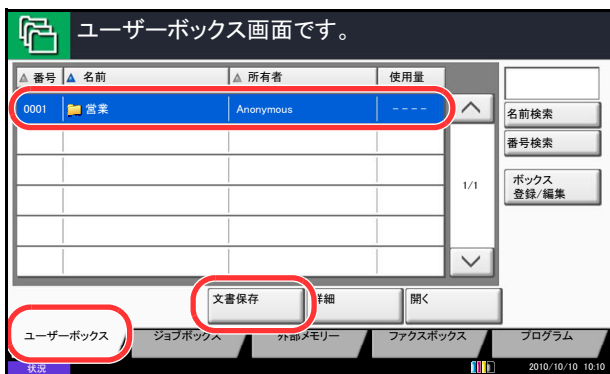 ユーザーボックス画面です。
番号 名前 所有者 使用量
0001 営業 Anonymous ----
名前検索
番号検索
1/1
ボックス
登録/編集
文書保存 詳細 開く
ユーザーボックス ジョブボックス 外部メモリー ファクスボックス プログラム
状況 2010/10/10 10:10